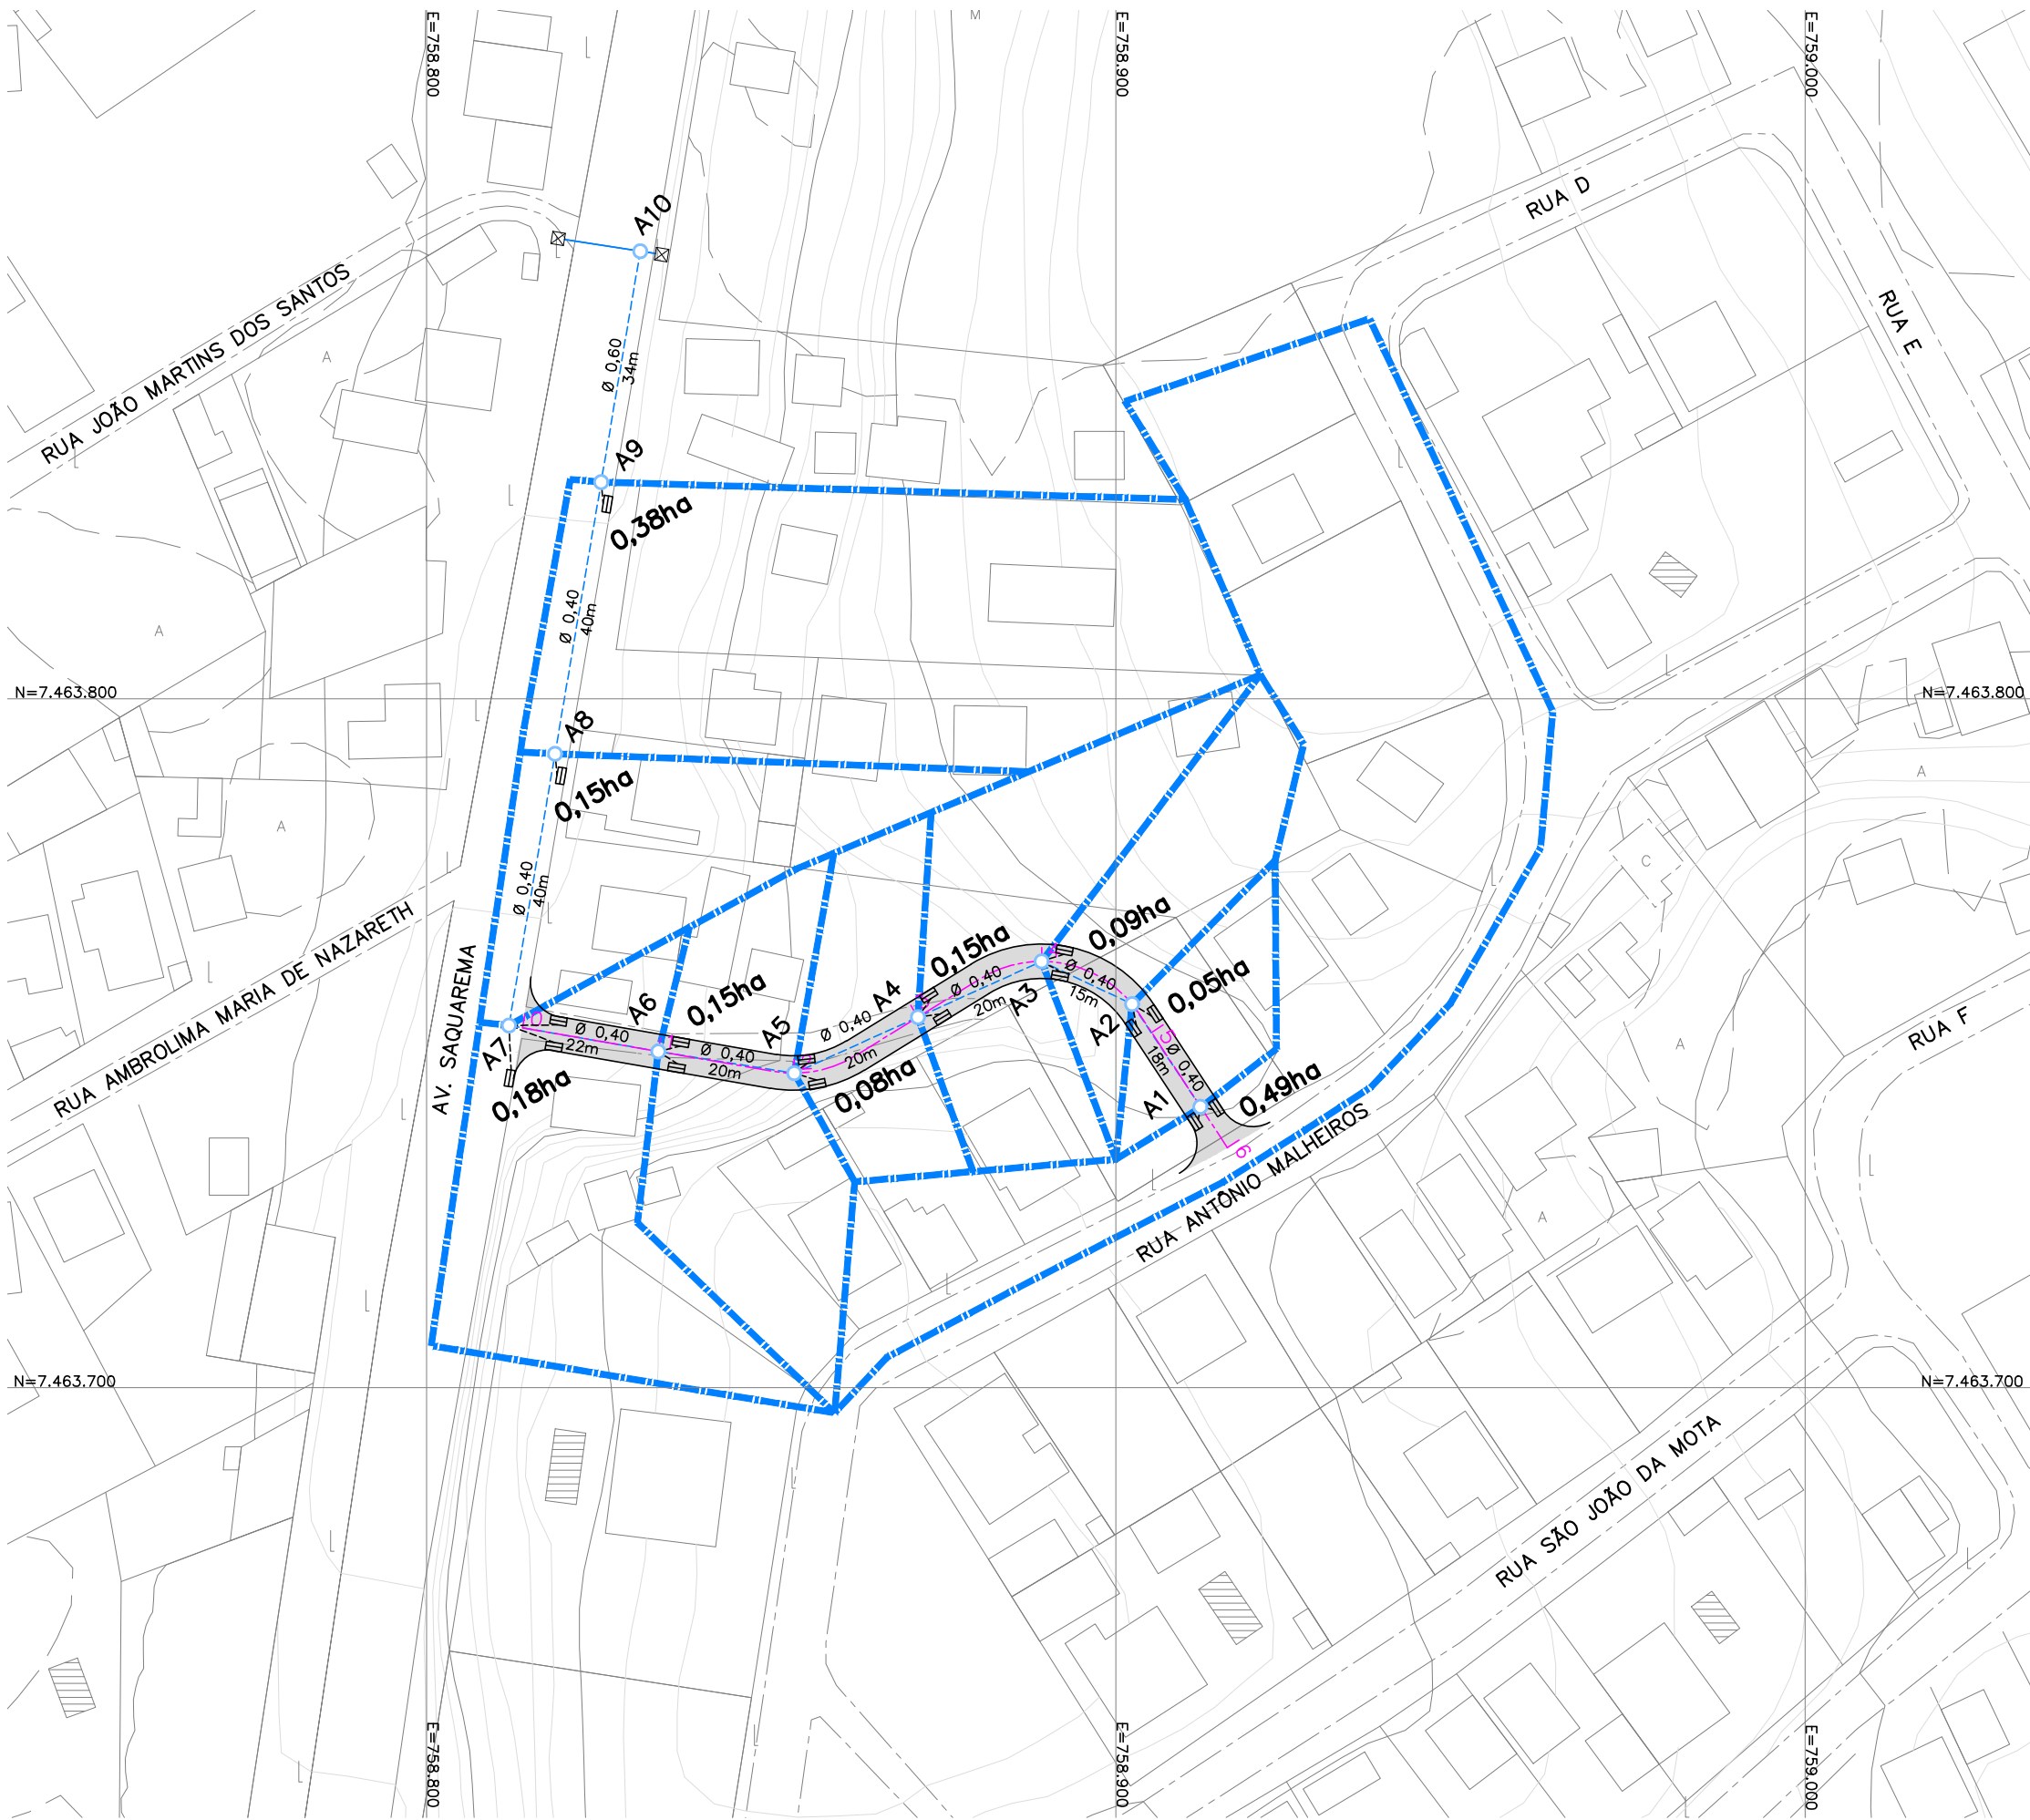 E=758.800
E=758.900
E=759.000
M
RUA D
RUA E
A10
RUA JOÃO MARTINS DOS SANTOS
A
Ø 0,60
34m
A9
0,38ha
Ø 0,40
40m
A
N=7.463.800
N=7.463.800
A8
0,15ha
A
A
C
Ø 0,40
40m
RUA AMBROLIMA MARIA DE NAZARETH
AV. SAQUAREMA
A7
0,18ha
Ø 0,40
22m
A6
0,15ha
Ø 0,40
20m
A5
Ø 0,40
20m
0,08ha
A4
0,15ha
Ø 0,40
20m
A3
0,09ha
Ø 0,40
15m
A2
0,05ha
5
Ø 0,40
18m
A1
0,49ha
6
RUA ANTÔNIO MALHEIROS
RUA F
A
A
N=7.463.700
N=7.463.700
RUA SÃO JOÃO DA MOTA
E=758.800
E=758.900
E=759.000